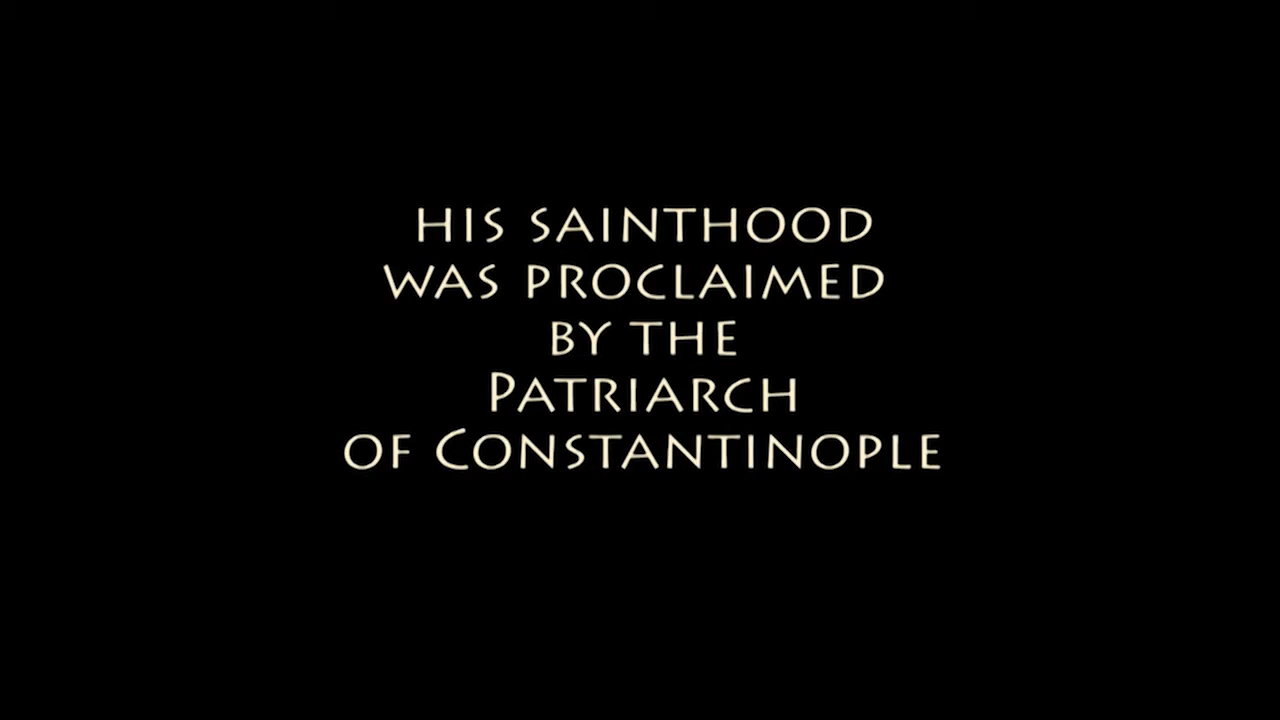 HIS SAINTHOOD
WAS PROCLAIMED
BY THE
PATRIARCH
OF CONSTANTINOPLE